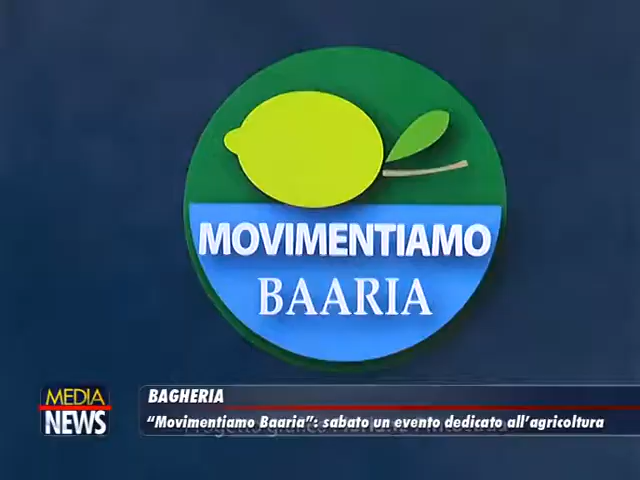 MOVIMENTIAMO
BAARIA
MEDIA
NEWS
BAGHERIA
“Movimentiamo Baaria”: sabato un evento dedicato all’agricoltura